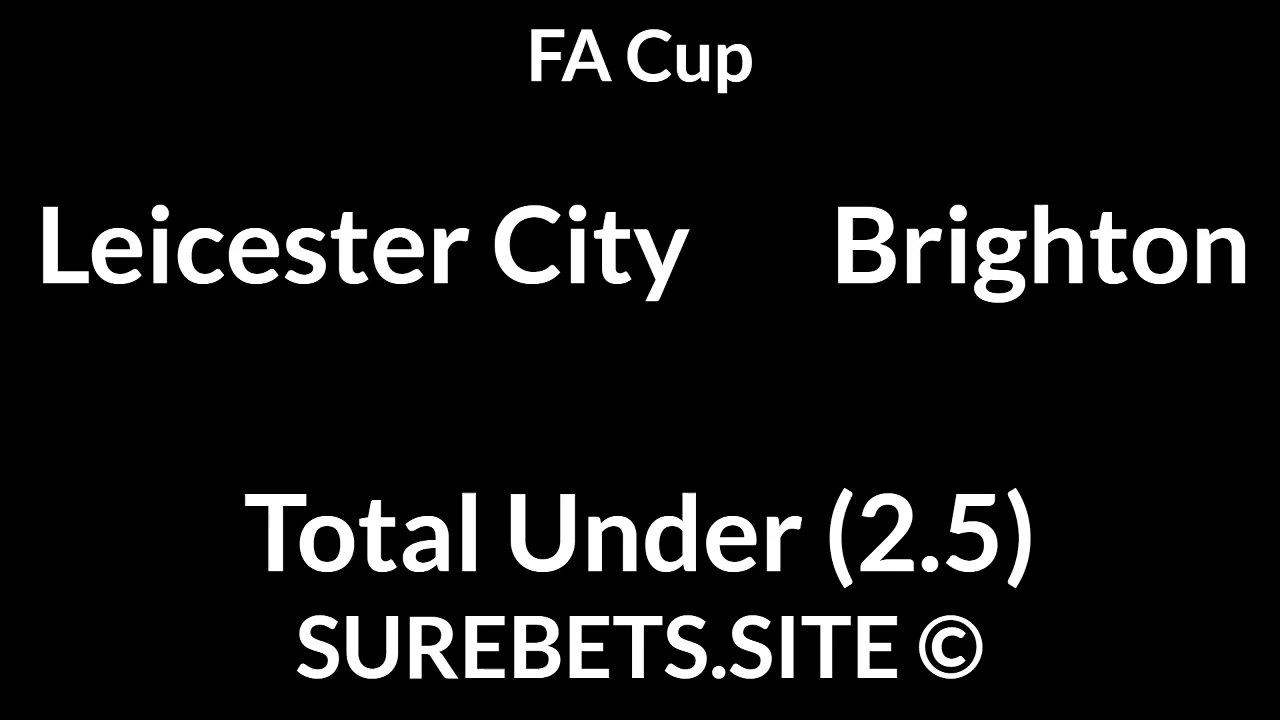 FA Cup
Leicester City Brighton
Total Under (2.5)
SUREBETS.SITE ©